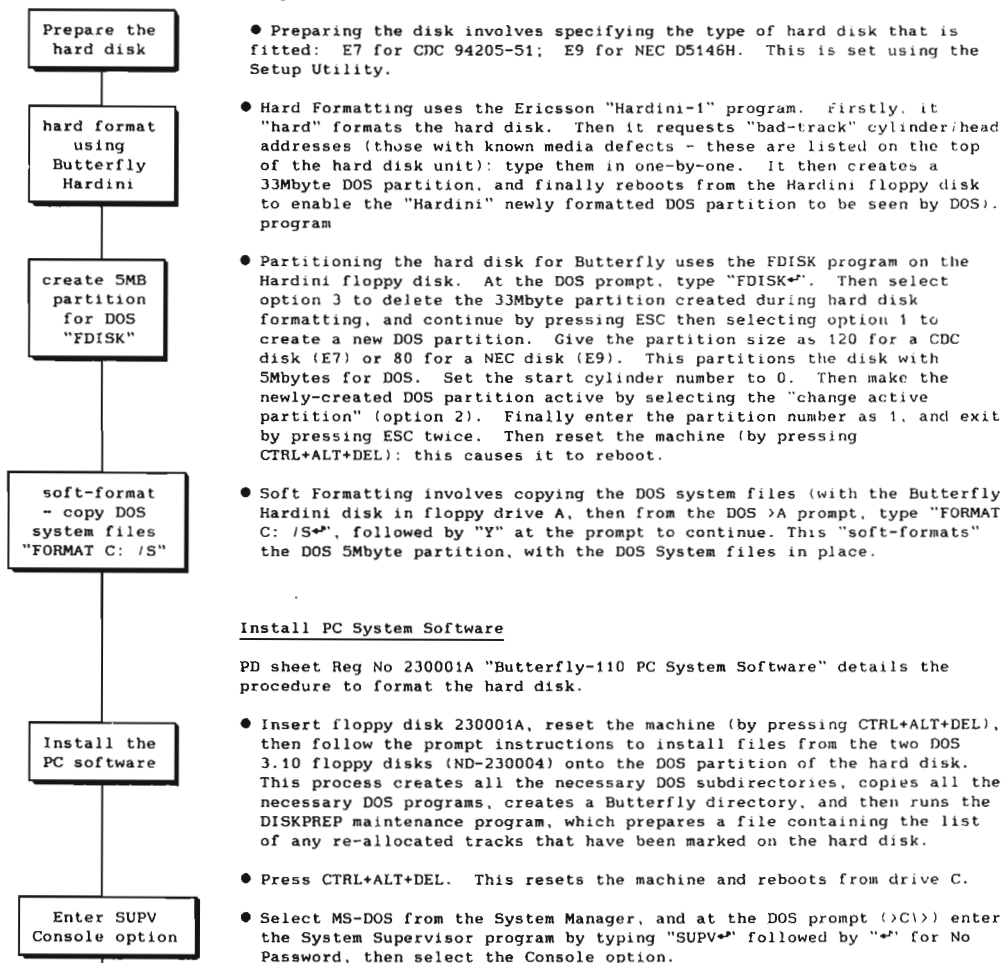 Prepare the
hard disk
● Preparing the disk involves specifying the type of hard disk that is
fitted: E7 for CDC 94205-51; E9 for NEC D5146H. This is set using the
Setup Utility.
hard format
using
Butterfly
Hardini
● Hard Formatting uses the Ericsson "Hardini-1" program. Firstly, it
"hard" formats the hard disk. Then it requests "bad-track" cylinder/head
addresses (those with known media defects - these are listed on the top
of the hard disk unit): type them in one-by-one. It then creates a
33Mbyte DOS partition, and finally reboots from the Hardini floppy disk
to enable the "Hardini" newly formatted DOS partition to be seen by DOS).
program
create 5MB
partition
for DOS
"FDISK"
● Partitioning the hard disk for Butterfly uses the FDISK program on the
Hardini floppy disk. At the DOS prompt, type "FDISK↵". Then select
option 3 to delete the 33Mbyte partition created during hard disk
formatting, and continue by pressing ESC then selecting option 1 to
create a new DOS partition. Give the partition size as 120 for a CDC
disk (E7) or 80 for a NEC disk (E9). This partitions the disk with
5Mbytes for DOS. Set the start cylinder number to 0. Then make the
newly-created DOS partition active by selecting the "change active
partition" (option 2). Finally enter the partition number as 1, and exit
by pressing ESC twice. Then reset the machine (by pressing
CTRL+ALT+DEL): this causes it to reboot.
soft-format
- copy DOS
system files
"FORMAT C: /S"
● Soft Formatting involves copying the DOS system files (with the Butterfly
Hardini disk in floppy drive A, then from the DOS >A prompt, type "FORMAT
C: /S↵", followed by "Y" at the prompt to continue. This "soft-formats"
the DOS 5Mbyte partition, with the DOS System files in place.
Install PC System Software
PD sheet Reg No 230001A "Butterfly-110 PC System Software" details the
procedure to format the hard disk.
Install the
PC software
● Insert floppy disk 230001A, reset the machine (by pressing CTRL+ALT+DEL),
then follow the prompt instructions to install files from the two DOS
3.10 floppy disks (ND-230004) onto the DOS partition of the hard disk.
This process creates all the necessary DOS subdirectories, copies all the
necessary DOS programs, creates a Butterfly directory, and then runs the
DISKPREP maintenance program, which prepares a file containing the list
of any re-allocated tracks that have been marked on the hard disk.
● Press CTRL+ALT+DEL. This resets the machine and reboots from drive C.
Enter SUPV
Console option
● Select MS-DOS from the System Manager, and at the DOS prompt (>C\>) enter
the System Supervisor program by typing "SUPV↵" followed by "↵" for No
Password, then select the Console option.